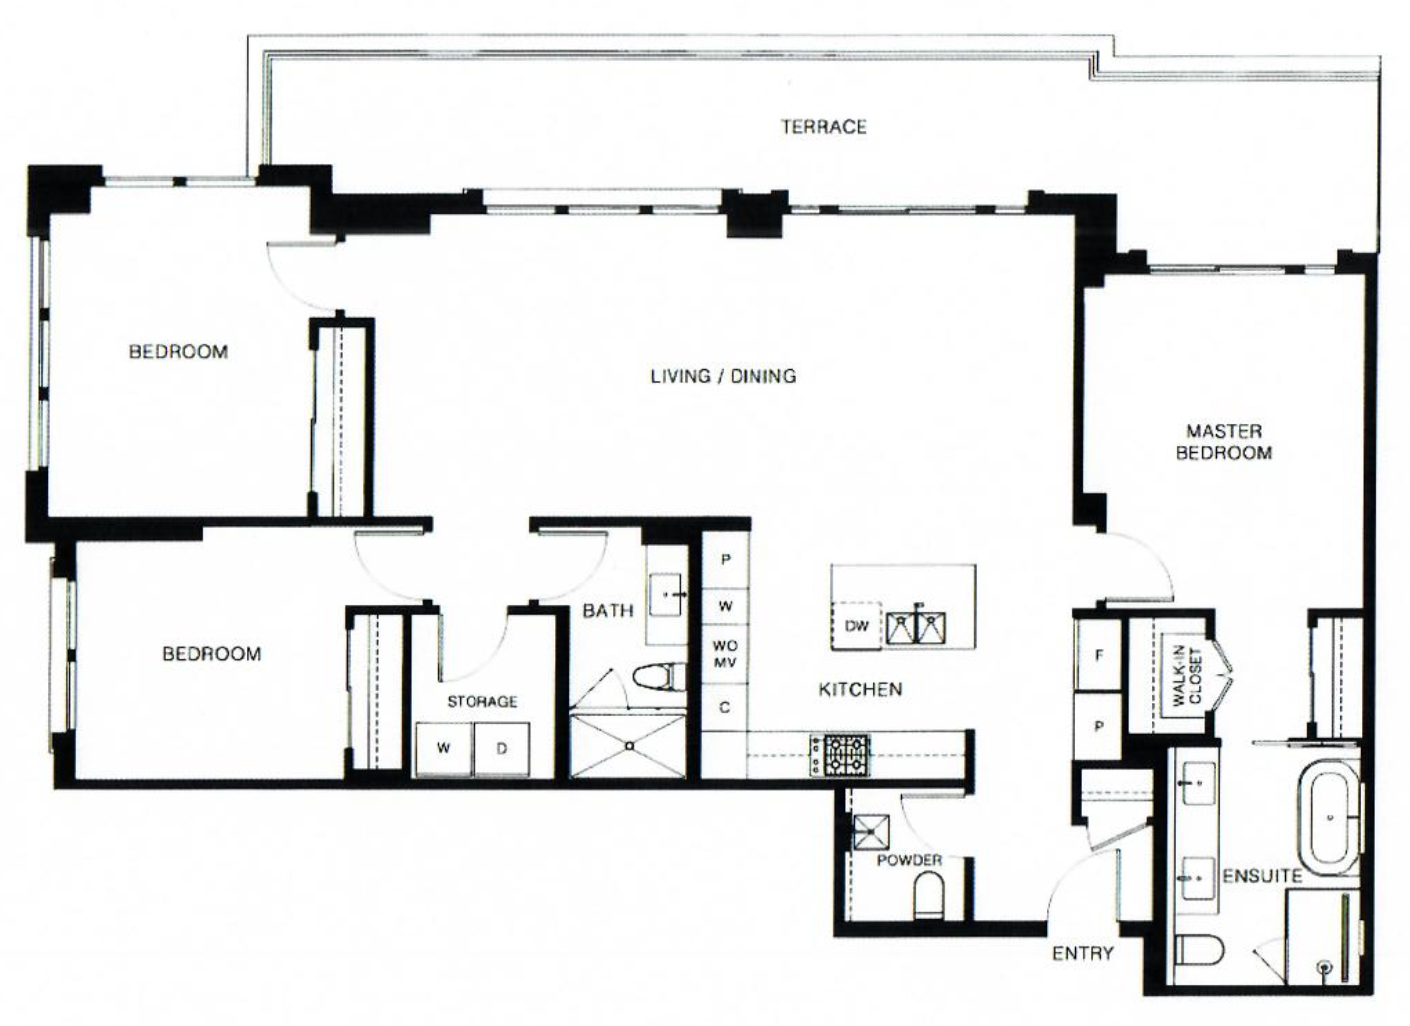 TERRACE
BEDROOM
LIVING / DINING
MASTER
BEDROOM
P
W
WO
MV
C
DW
KITCHEN
BATH
BEDROOM
STORAGE
W
D
F
P
WALK-IN
CLOSET
POWDER
ENSUITE
ENTRY